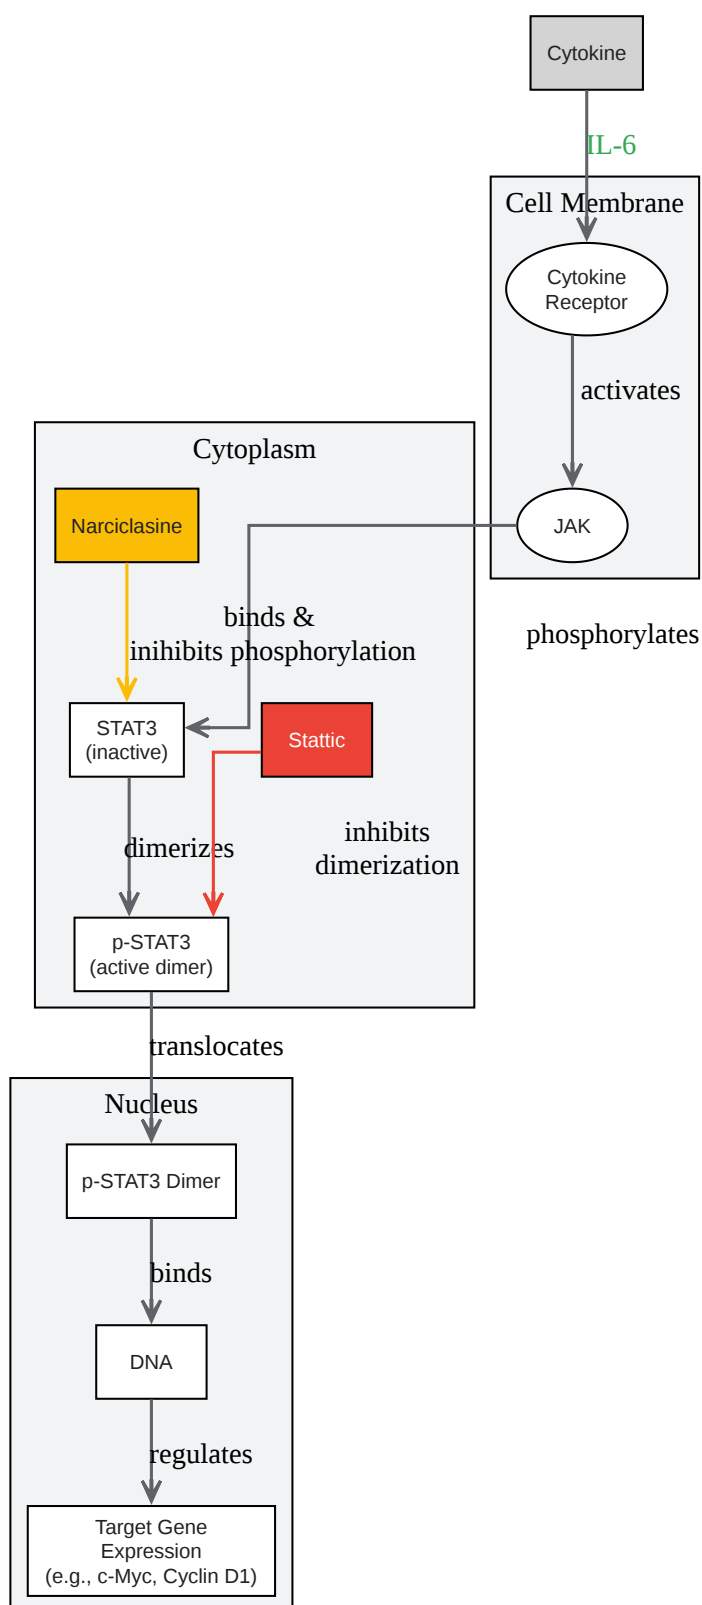 Cytokine
IL-6
Cell Membrane
Cytokine
Receptor
activates
Cytoplasm
Narciclasine
JAK
binds &
inihibits phosphorylation
phosphorylates
STAT3
(inactive)
Stattic
dimerizes
inhibits
dimerization
p-STAT3
(active dimer)
translocates
Nucleus
p-STAT3 Dimer
binds
DNA
regulates
Target Gene
Expression
(e.g., c-Myc, Cyclin D1)